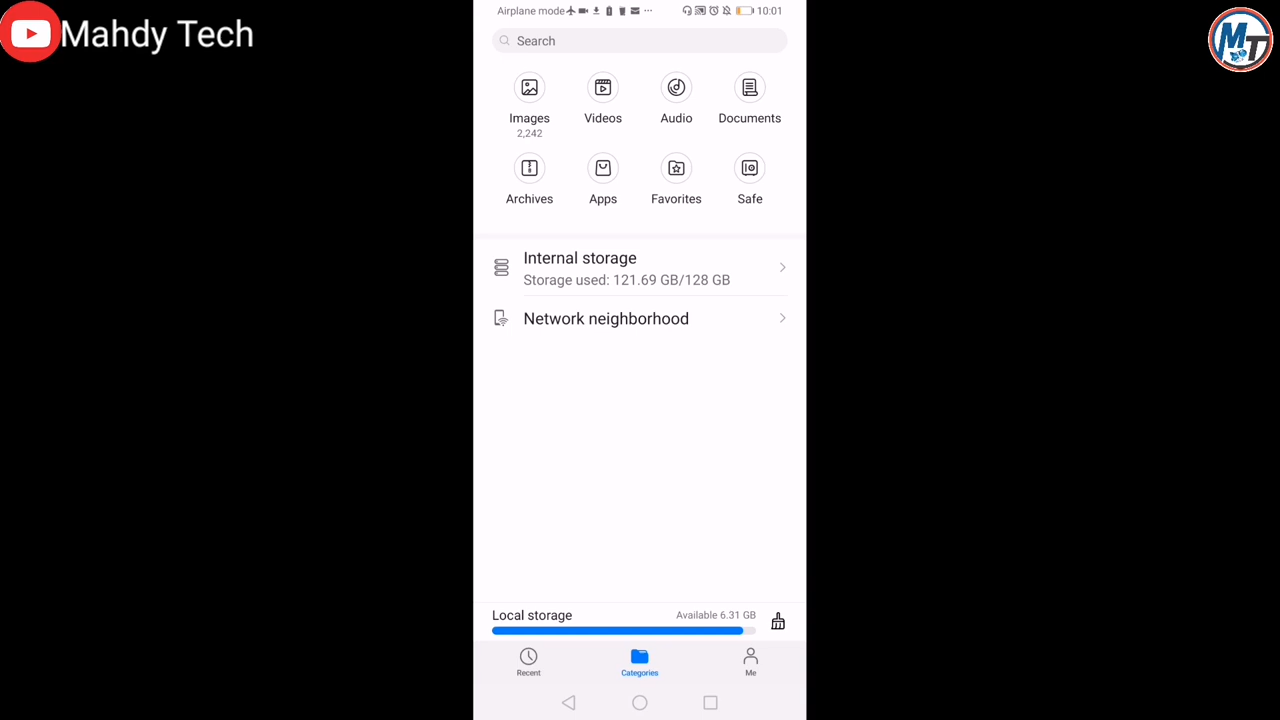 Mahdy Tech
MT
Airplane mode 10:01
Search
Images Videos Audio Documents
2,242
Archives Apps Favorites Safe
Internal storage
Storage used: 121.69 GB/128 GB
Network neighborhood
Local storage Available 6.31 GB
Recent Categories Me